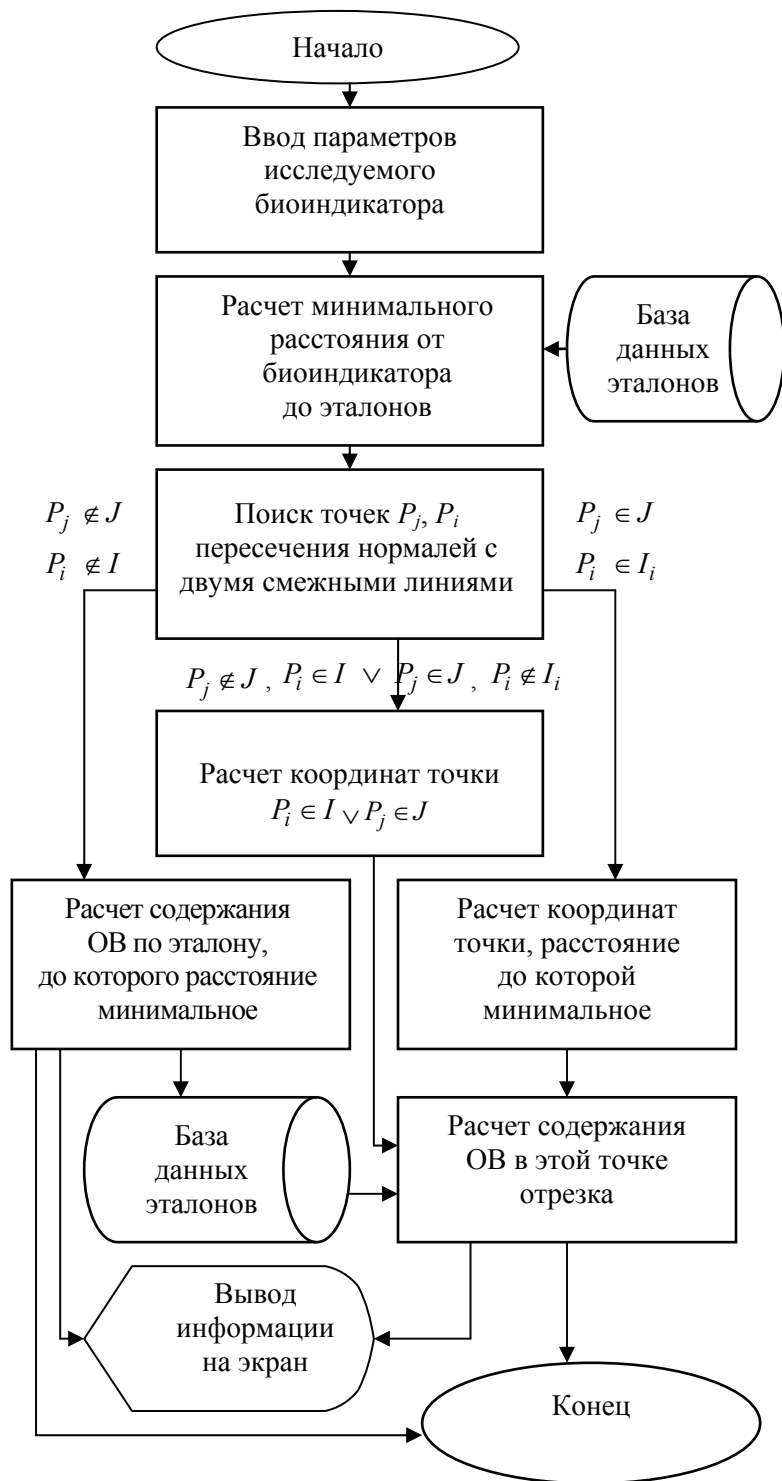 Начало
Ввод параметров
исследуемого
биоиндикатора
Расчет минимального
расстояния от
биоиндикатора
до эталонов
База
данных
эталонов
P_j ∉ J
P_i ∉ I
Поиск точек P_j, P_i
пересечения нормалей с
двумя смежными линиями
P_j ∈ J
P_i ∈ I_i
P_j ∉ J , P_i ∈ I ∨ P_j ∈ J , P_i ∉ I_i
Расчет координат точки
P_i ∈ I ∨ P_j ∈ J
Расчет содержания
ОВ по эталону,
до которого расстояние
минимальное
Расчет координат
точки, расстояние
до которой
минимальное
База
данных
эталонов
Расчет содержания
ОВ в этой точке
отрезка
Вывод
информации
на экран
Конец